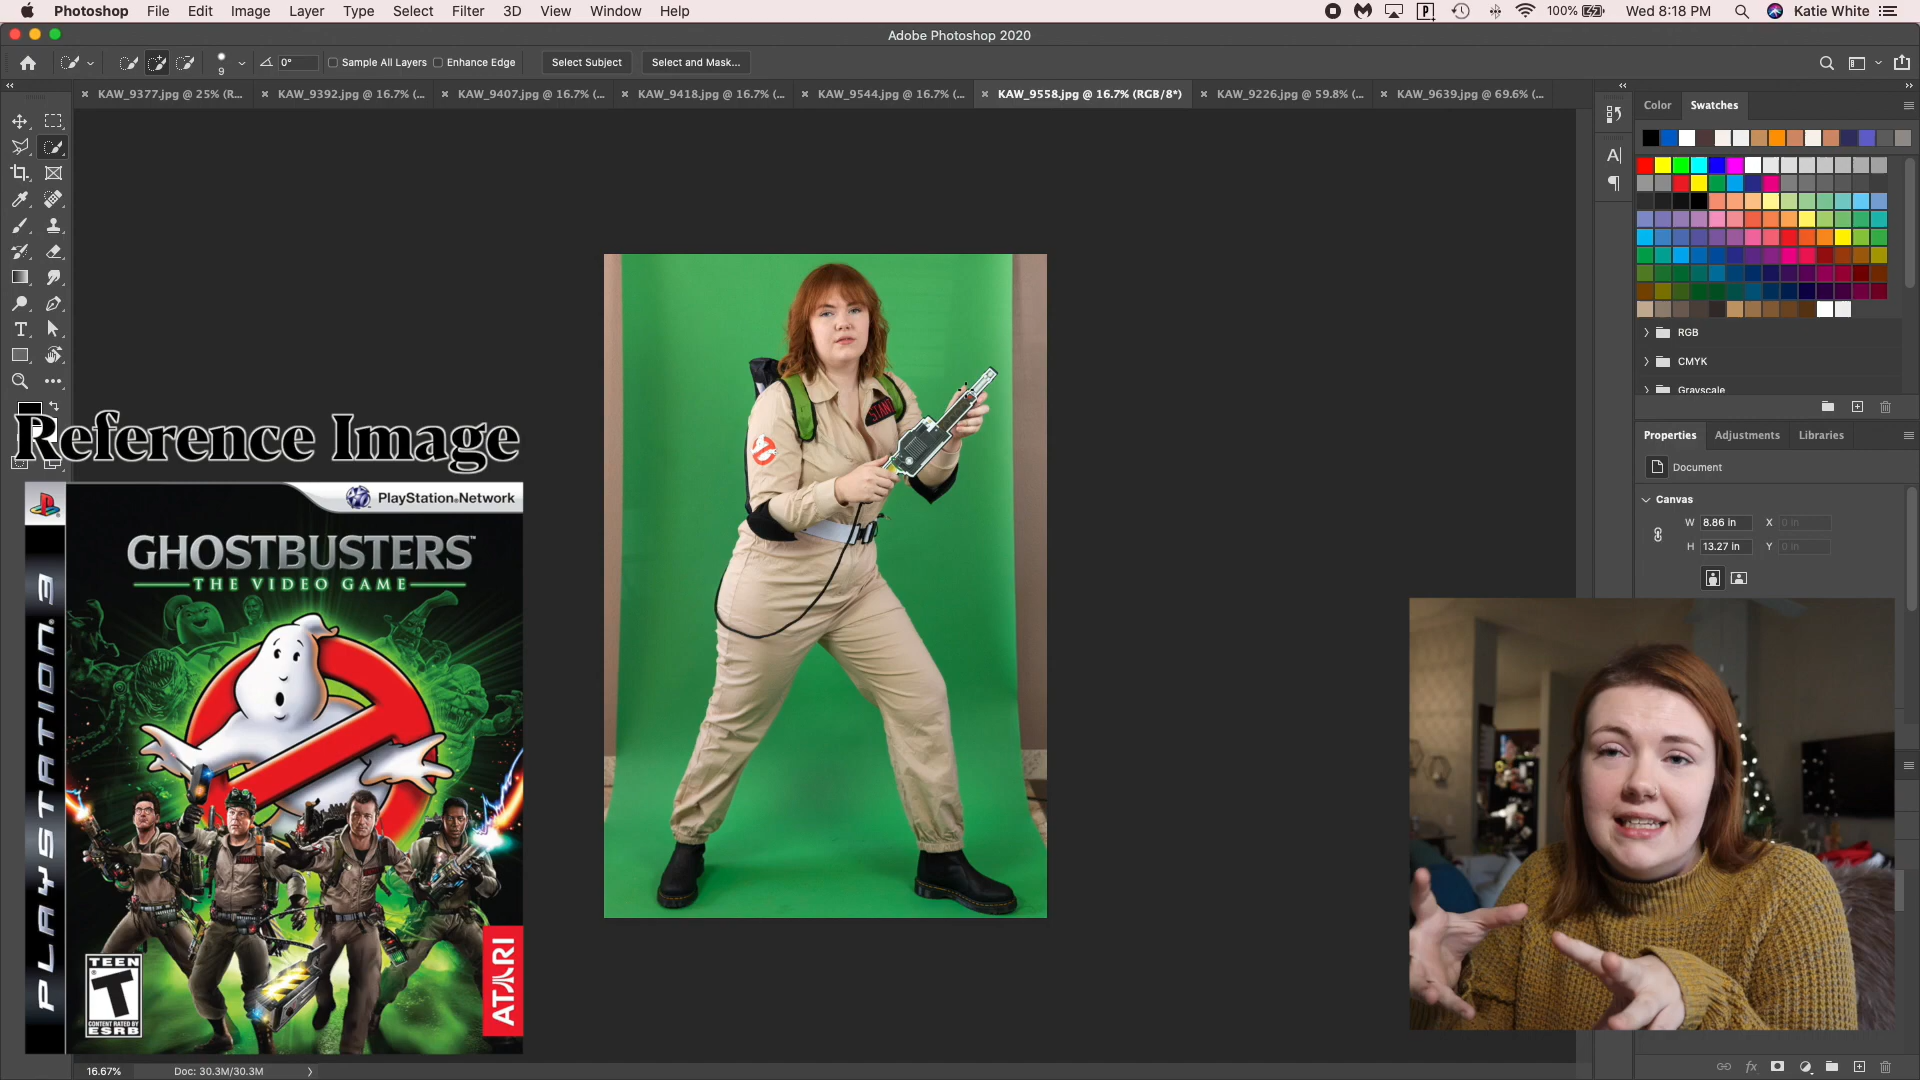 Photoshop File Edit Image Layer Type Select Filter 3D View Window Help 100% Wed 8:18 PM Katie White
Adobe Photoshop 2020
9 0° Sample All Layers Enhance Edge Select Subject Select and Mask...
KAW_9377.jpg @ 25% (R... KAW_9392.jpg @ 16.7% (... KAW_9407.jpg @ 16.7% (... KAW_9418.jpg @ 16.7% (... KAW_9544.jpg @ 16.7% (... KAW_9558.jpg @ 16.7% (RGB/8*) KAW_9226.jpg @ 59.8% (... KAW_9639.jpg @ 69.6% (...
Color Swatches
RGB
CMYK
Grayscale
Properties Adjustments Libraries
Document
Canvas
W 8.86 in X 0 in
H 13.27 in Y 0 in
Reference Image
PlayStation®Network
GHOSTBUSTERS™
THE VIDEO GAME
PLAYSTATION 3
TEEN
T
CONTENT RATED BY
ESRB
ATARI
STANT
16.67% Doc: 30.3M/30.3M